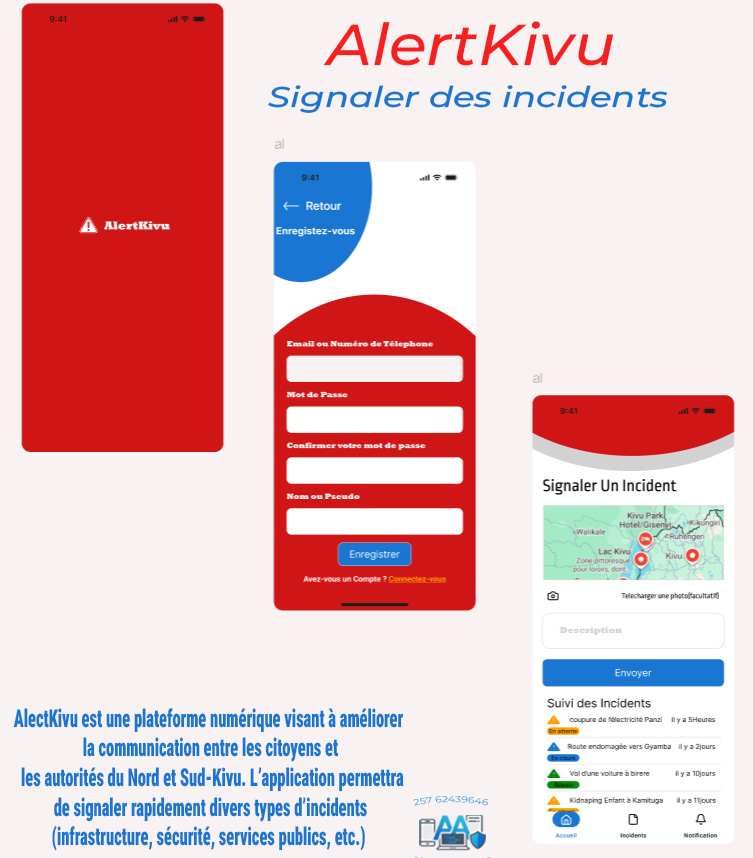 9:41
AlertKivu
AlertKivu
Signaler des incidents
al
9:41
Retour
Enregistez-vous
Email ou Numéro de Télephone
Mot de Passe
Confirmer votre mot de passe
Nom ou Pseudo
Enregistrer
Avez-vous un Compte ? Connectez-vous
al
9:41
Signaler Un Incident
Kivu Park
Hotel/Gisenyi
Kikungiri
Walikale
Ruhengeri
Lac Kivu
Zone pittoresque
pour loisirs, dont
Kivu
Telecharger une photo(facultatif)
Description
Envoyer
Suivi des Incidents
coupure de l'électricité Panzi il y a 5Heures
En attente
Route endomagée vers Gyamba il y a 2jours
En cours
Vol d'une voiture à birere il y a 10jours
Résolu
Kidnaping Enfant à Kamituga il y a 11jours
Accueil
Incidents
Notification
AlectKivu est une plateforme numérique visant à améliorer
la communication entre les citoyens et
les autorités du Nord et Sud-Kivu. L'application permettra
de signaler rapidement divers types d'incidents
(infrastructure, sécurité, services publics, etc.)
257 62439646
AA